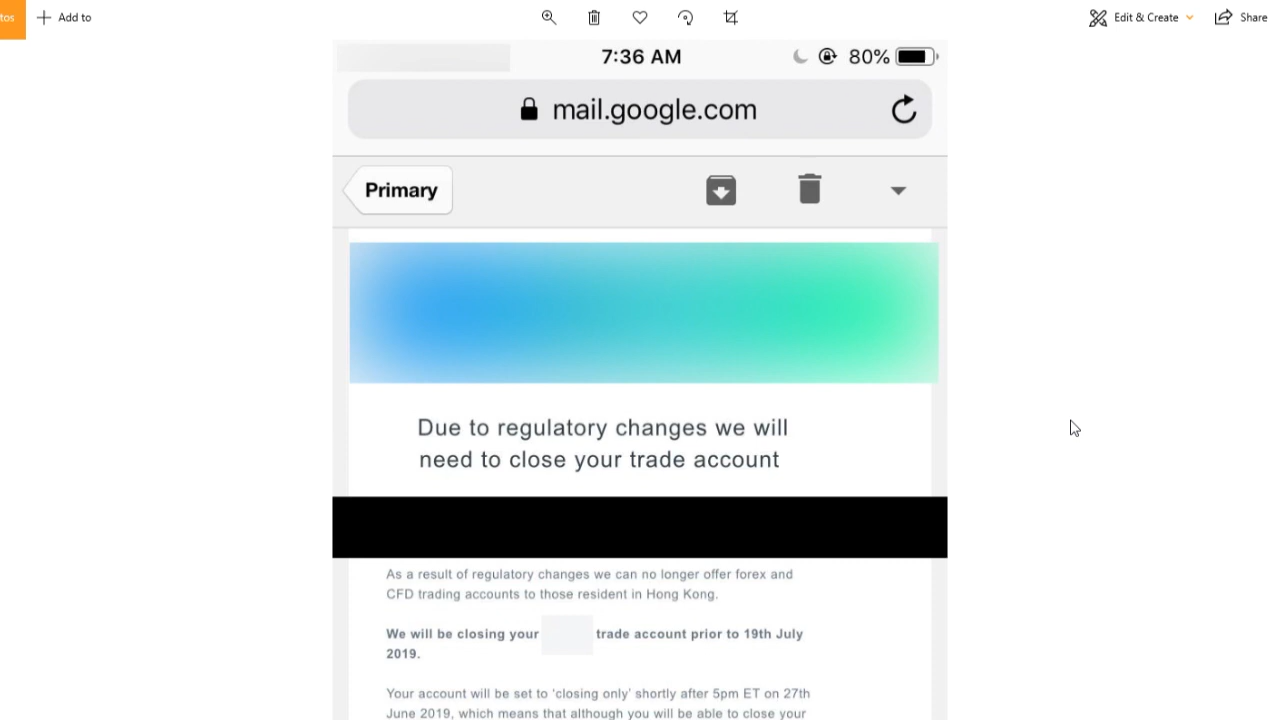 tos Add to Edit & Create Share
7:36 AM 80%
mail.google.com
Primary
Due to regulatory changes we will
need to close your trade account
As a result of regulatory changes we can no longer offer forex and
CFD trading accounts to those resident in Hong Kong.
We will be closing your trade account prior to 19th July
2019.
Your account will be set to ‘closing only’ shortly after 5pm ET on 27th
June 2019, which means that although you will be able to close your